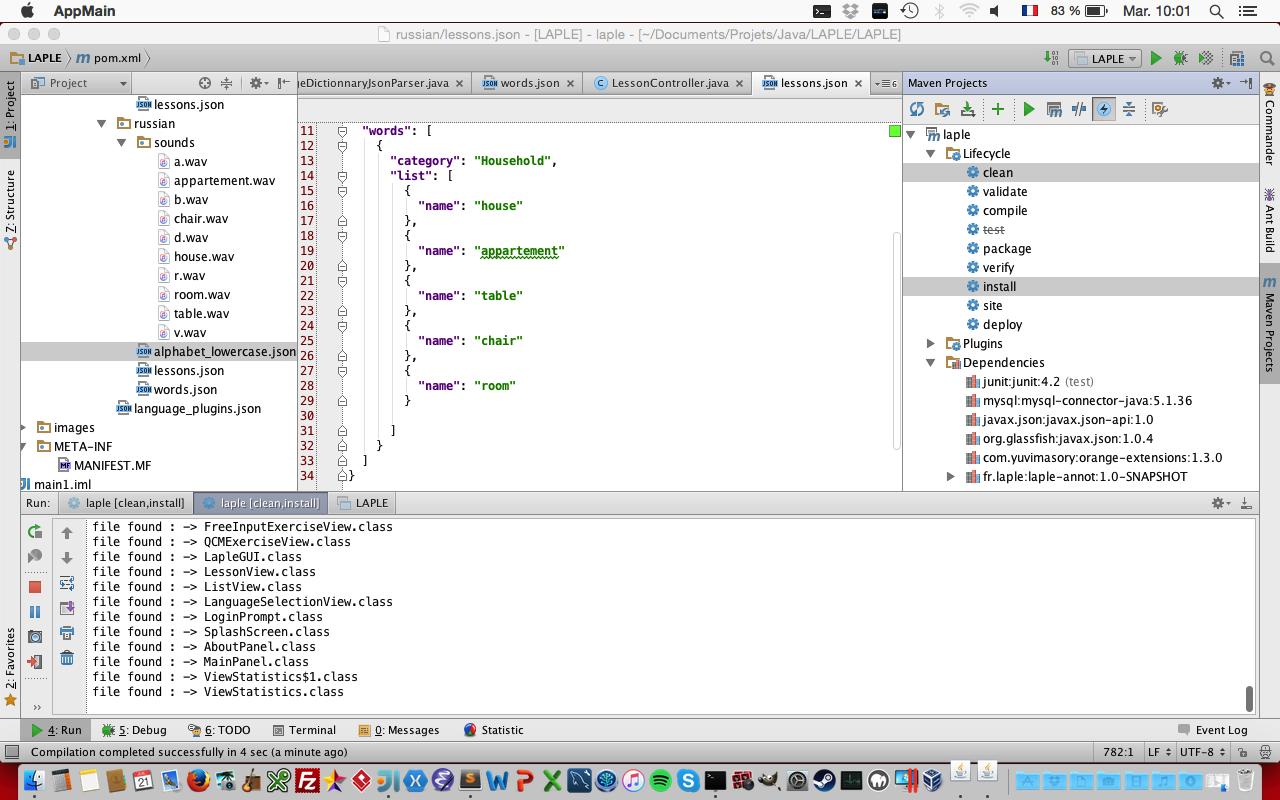 AppMain
83 %
Mar. 10:01
russian/lessons.json - [LAPLE] - laple - [~/Documents/Projets/Java/LAPLE/LAPLE]
LAPLE
pom.xml
LAPLE
1: Project
Z: Structure
2: Favorites
Project
lessons.json
russian
sounds
a.wav
appartement.wav
b.wav
chair.wav
d.wav
house.wav
r.wav
room.wav
table.wav
v.wav
alphabet_lowercase.json
lessons.json
words.json
language_plugins.json
images
META-INF
MANIFEST.MF
main1.iml
geDictionnaryJsonParser.java
words.json
LessonController.java
lessons.json
11 "words": [
12 {
13 "category": "Household",
14 "list": [
15 {
16 "name": "house"
17 },
18 {
19 "name": "appartement"
20 },
21 {
22 "name": "table"
23 },
24 {
25 "name": "chair"
26 },
27 {
28 "name": "room"
29 }
30
31 ]
32 }
33 ]
34 }
Maven Projects
laple
Lifecycle
clean
validate
compile
test
package
verify
install
site
deploy
Plugins
Dependencies
junit:junit:4.2 (test)
mysql:mysql-connector-java:5.1.36
javax.json:javax.json-api:1.0
org.glassfish:javax.json:1.0.4
com.yuvimasory:orange-extensions:1.3.0
fr.laple:laple-annot:1.0-SNAPSHOT
Commander
Ant Build
Maven Projects
Run:
laple [clean,install]
laple [clean,install]
LAPLE
file found : -> FreeInputExerciseView.class
file found : -> QCMExerciseView.class
file found : -> LapleGUI.class
file found : -> LessonView.class
file found : -> ListView.class
file found : -> LanguageSelectionView.class
file found : -> LoginPrompt.class
file found : -> SplashScreen.class
file found : -> AboutPanel.class
file found : -> MainPanel.class
file found : -> ViewStatistics$1.class
file found : -> ViewStatistics.class
4: Run
5: Debug
6: TODO
Terminal
0: Messages
Statistic
Event Log
Compilation completed successfully in 4 sec (a minute ago)
782:1
LF
UTF-8